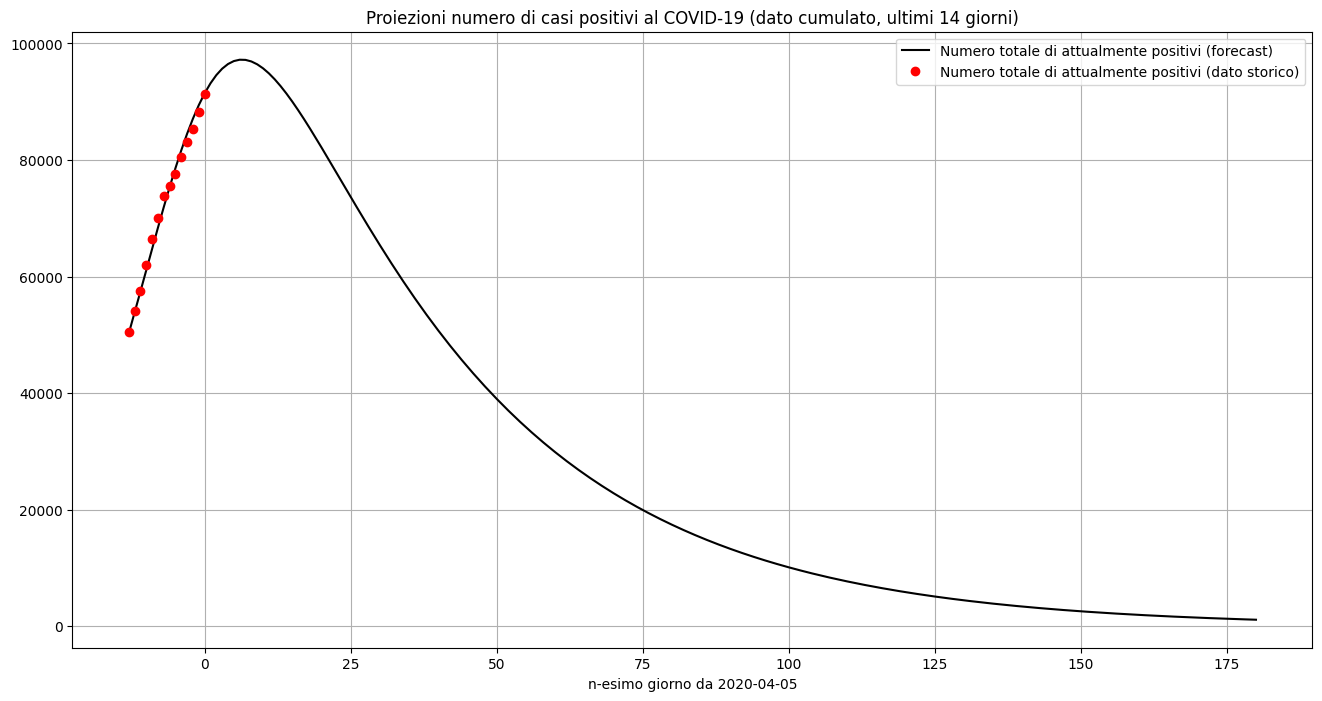 Proiezioni numero di casi positivi al COVID-19 (dato cumulato, ultimi 14 giorni)
Numero totale di attualmente positivi (forecast)
Numero totale di attualmente positivi (dato storico)
100000
80000
60000
40000
20000
0
0 25 50 75 100 125 150 175
n-esimo giorno da 2020-04-05